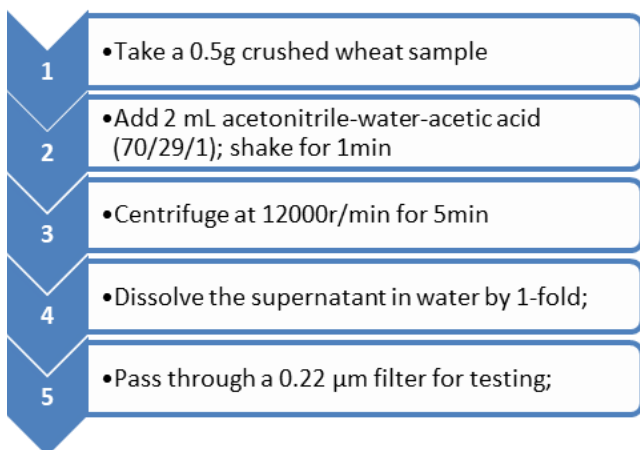 1
•Take a 0.5g crushed wheat sample
2
•Add 2 mL acetonitrile-water-acetic acid
(70/29/1); shake for 1min
3
•Centrifuge at 12000r/min for 5min
4
•Dissolve the supernatant in water by 1-fold;
5
•Pass through a 0.22 μm filter for testing;